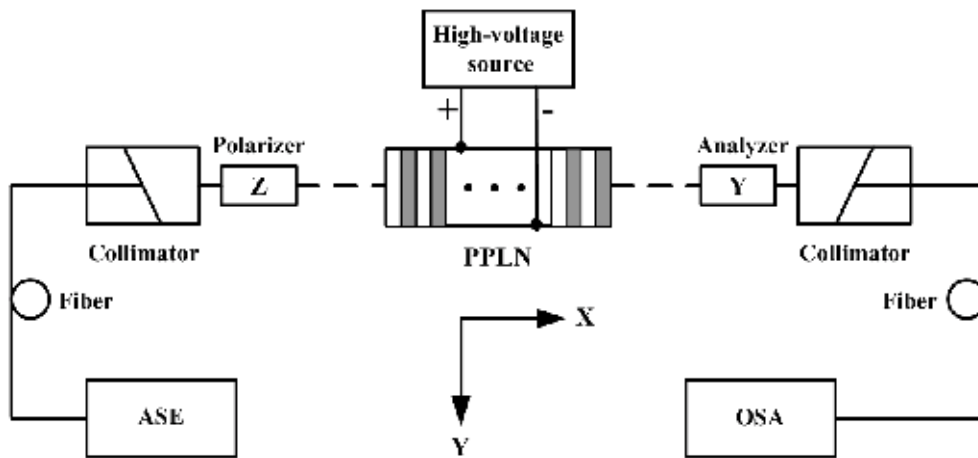 High-voltage
source
+ -
Polarizer
Analyzer
Z
• • •
Y
Collimator
PPLN
Collimator
Fiber
X
Fiber
ASE
OSA
Y